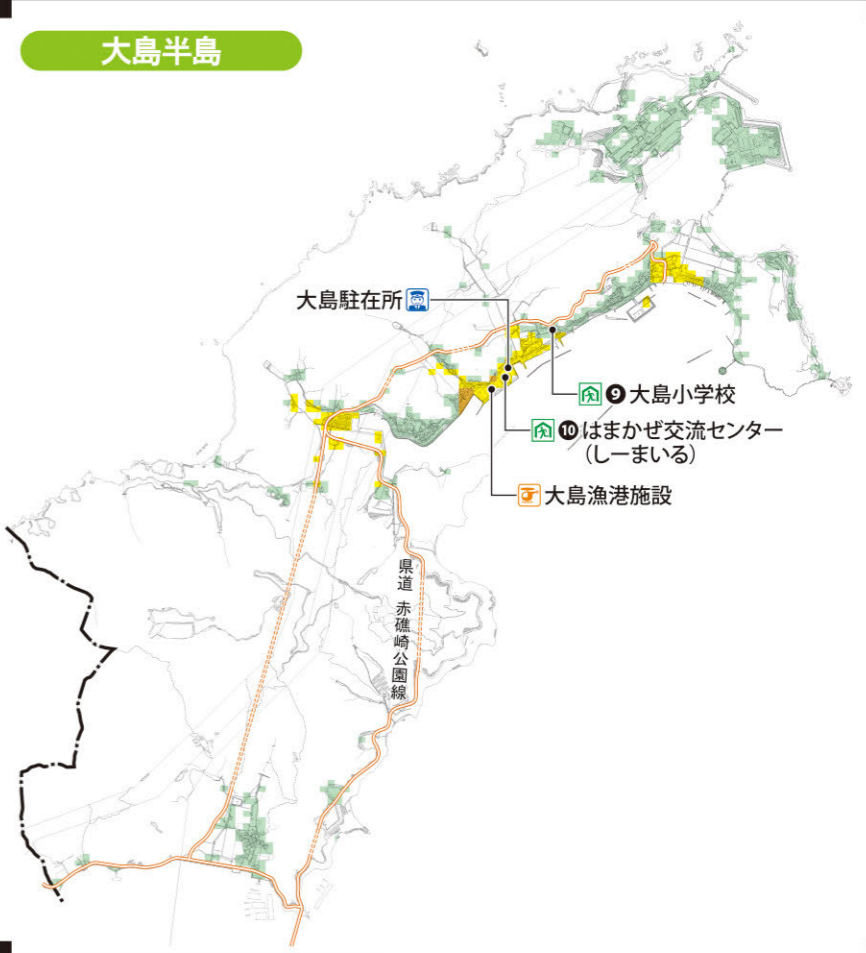 大島半島
大島駐在所
❾大島小学校
❿はまかぜ交流センター
(しーまいる)
大島漁港施設
県道 赤礁崎公園線